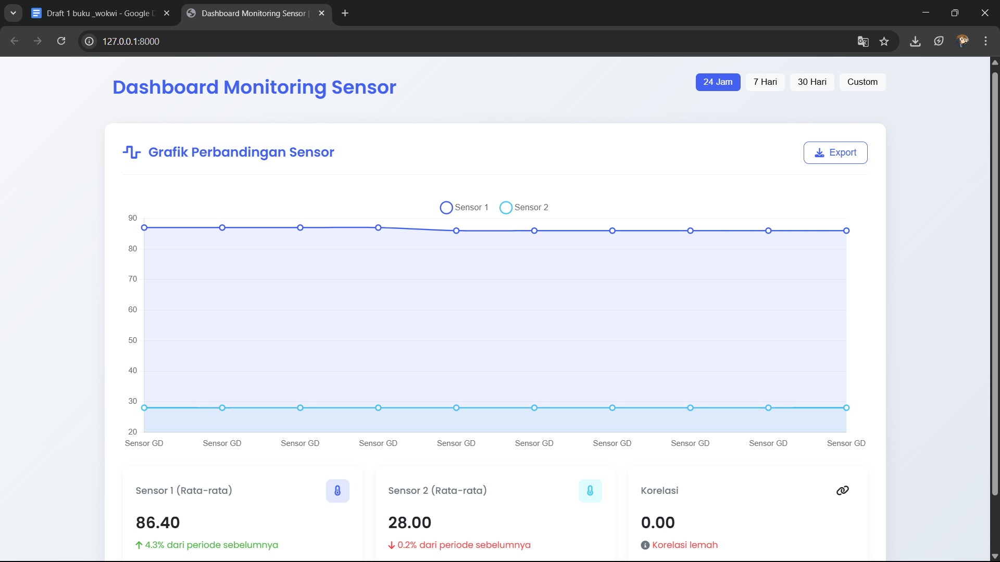 Draft 1 buku _wokwi - Google D
Dashboard Monitoring Sensor |
127.0.0.1:8000
Dashboard Monitoring Sensor
24 Jam
7 Hari
30 Hari
Custom
Grafik Perbandingan Sensor
Export
Sensor 1
Sensor 2
90
80
70
60
50
40
30
20
Sensor GD
Sensor GD
Sensor GD
Sensor GD
Sensor GD
Sensor GD
Sensor GD
Sensor GD
Sensor GD
Sensor GD
Sensor 1 (Rata-rata)
86.40
4.3% dari periode sebelumnya
Sensor 2 (Rata-rata)
28.00
0.2% dari periode sebelumnya
Korelasi
0.00
Korelasi lemah